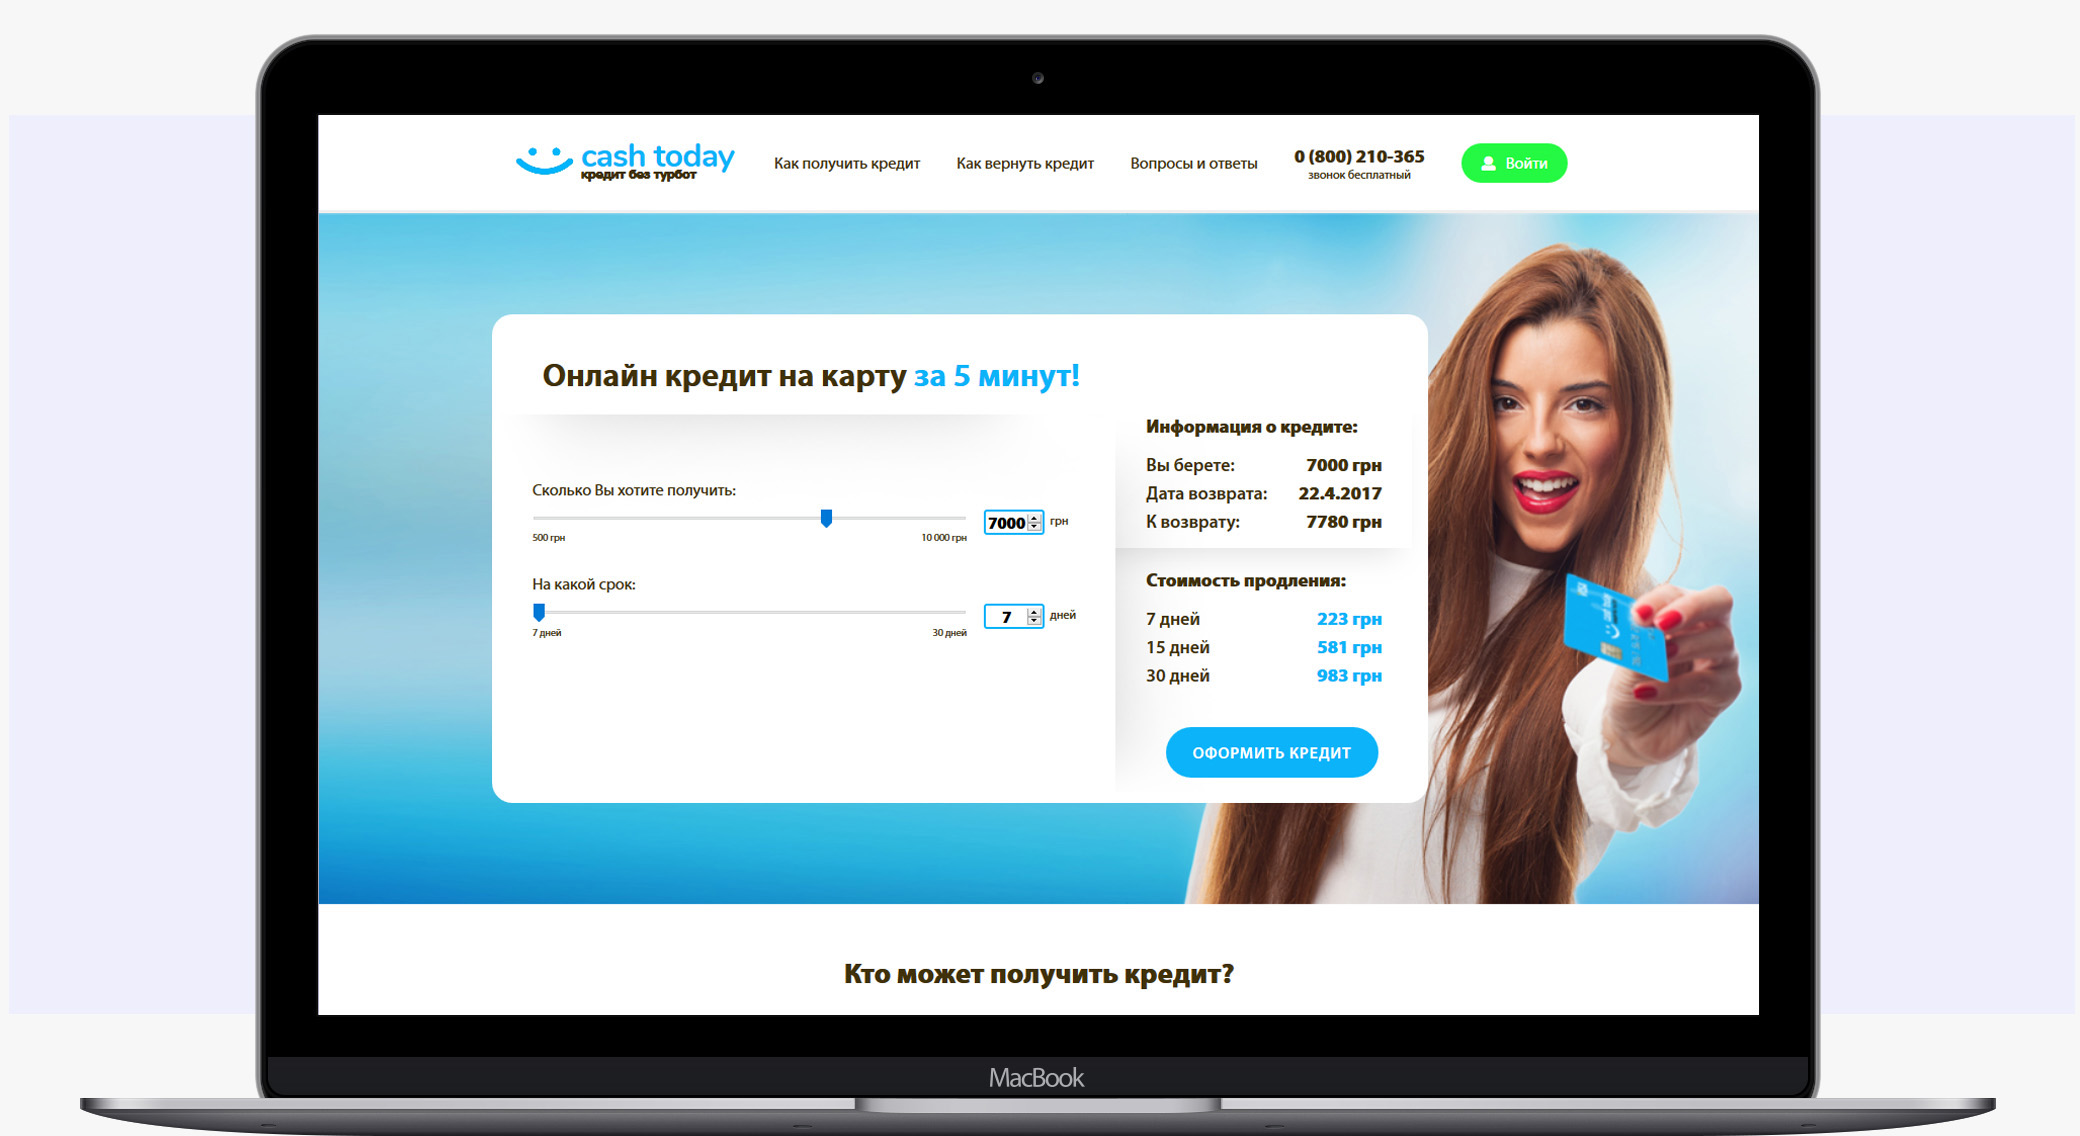 cash today
кредит без турбот
Как получить кредит
Как вернуть кредит
Вопросы и ответы
0 (800) 210-365
звонок бесплатный
Войти
Онлайн кредит на карту за 5 минут!
Сколько Вы хотите получить:
7000 грн
500 грн
10 000 грн
На какой срок:
7 дней
7 дней
30 дней
Информация о кредите:
Вы берете: 7000 грн
Дата возврата: 22.4.2017
К возврату: 7780 грн
Стоимость продления:
7 дней 223 грн
15 дней 581 грн
30 дней 983 грн
ОФОРМИТЬ КРЕДИТ
Кто может получить кредит?
MacBook